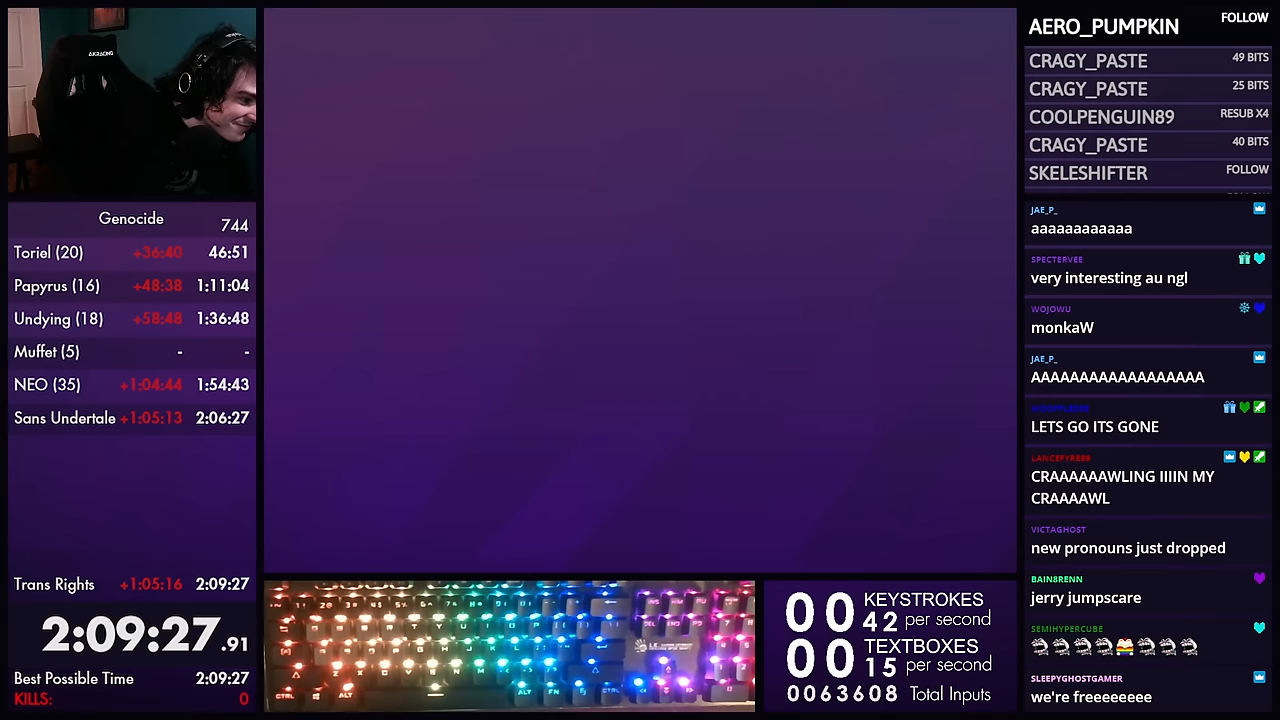 AKRACING
Genocide
744
Toriel (20) +36:40 46:51
Papyrus (16) +48:38 1:11:04
Undying (18) +58:48 1:36:48
Muffet (5) - -
NEO (35) +1:04:44 1:54:43
Sans Undertale +1:05:13 2:06:27
Trans Rights +1:05:16 2:09:27
2:09:27.91
Best Possible Time 2:09:27
KILLS: 0
00.42 KEYSTROKES per second
00.15 TEXTBOXES per second
0063608 Total Inputs
AERO_PUMPKIN FOLLOW
CRAGY_PASTE 49 BITS
CRAGY_PASTE 25 BITS
COOLPENGUIN89 RESUB X4
CRAGY_PASTE 40 BITS
SKELESHIFTER FOLLOW
JAE_P_
aaaaaaaaaaaa
SPECTERVEE
very interesting au ngl
WOJOWU
monkaW
JAE_P_
AAAAAAAAAAAAAAAAAA
LETS GO ITS GONE
LANCEFYRE99
CRAAAAAAWLING IIIIN MY
CRAAAAWL
VICTAGHOST
new pronouns just dropped
BAIN8RENN
jerry jumpscare
SEMIHYPERCUBE
SLEEPYGHOSTGAMER
we're freeeeeeee